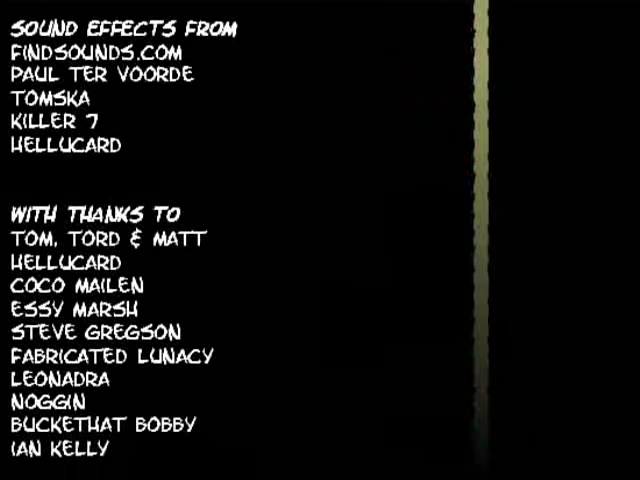 SOUND EFFECTS FROM
FINDSOUNDS.COM
PAUL TER VOORDE
TOMSKA
KILLER 7
HELLUCARD
WITH THANKS TO
TOM, TORD & MATT
HELLUCARD
COCO MAILEN
ESSY MARSH
STEVE GREGSON
FABRICATED LUNACY
LEONADRA
NOGGIN
BUCKETHAT BOBBY
IAN KELLY